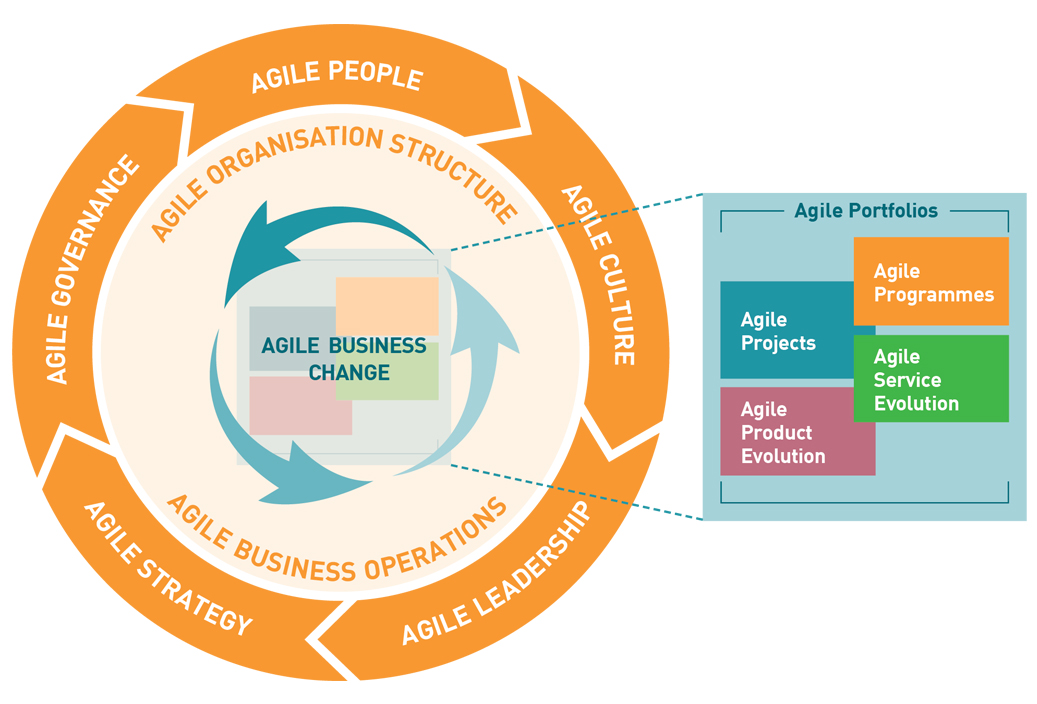 AGILE PEOPLE
AGILE CULTURE
AGILE LEADERSHIP
AGILE STRATEGY
AGILE GOVERNANCE
AGILE ORGANISATION STRUCTURE
AGILE BUSINESS
CHANGE
AGILE BUSINESS OPERATIONS
Agile Portfolios
Agile
Programmes
Agile
Projects
Agile
Service
Evolution
Agile
Product
Evolution